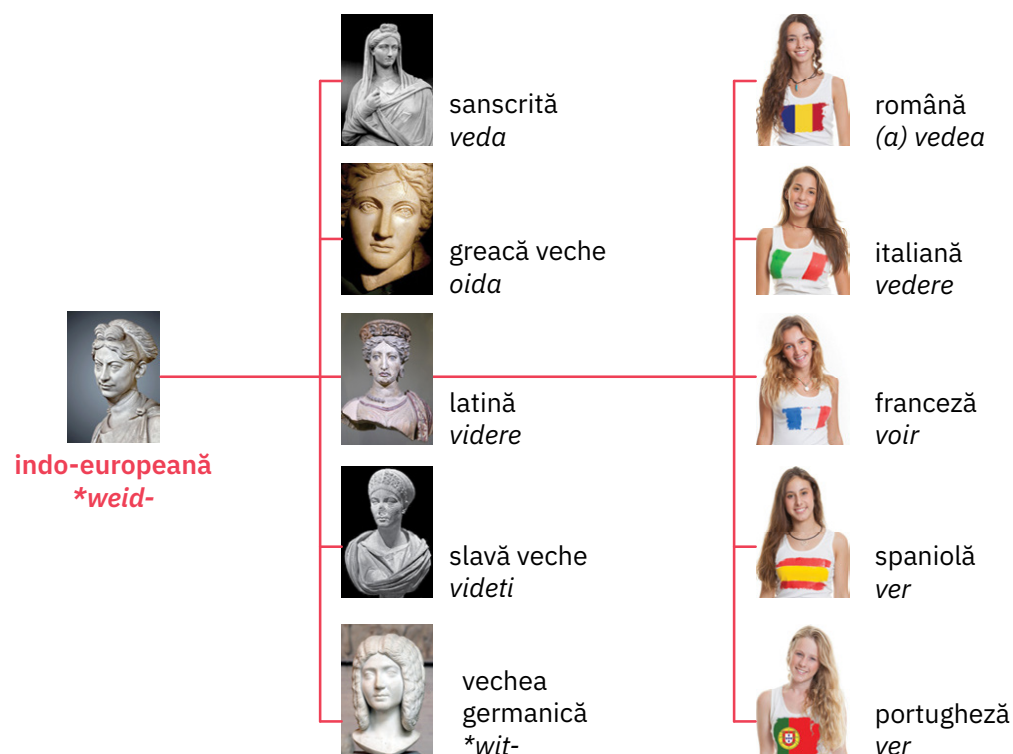 indo-europeană
*weid-
sanscrită
veda
greacă veche
oida
latină
videre
slavă veche
videti
vechea
germanică
*wit-
română
(a) vedea
italiană
vedere
franceză
voir
spaniolă
ver
portugheză
ver